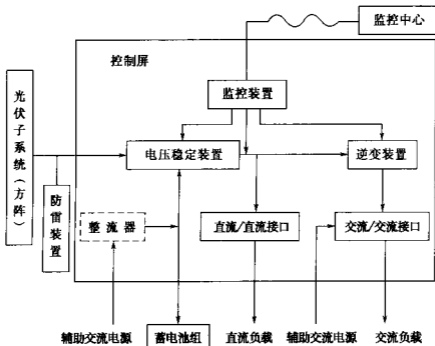 监控中心
控制屏
监控装置
光伏子系统(方阵)
电压稳定装置
逆变装置
防雷装置
整流器
直流/直流接口
交流/交流接口
辅助交流电源
蓄电池组
直流负载
辅助交流电源
交流负载